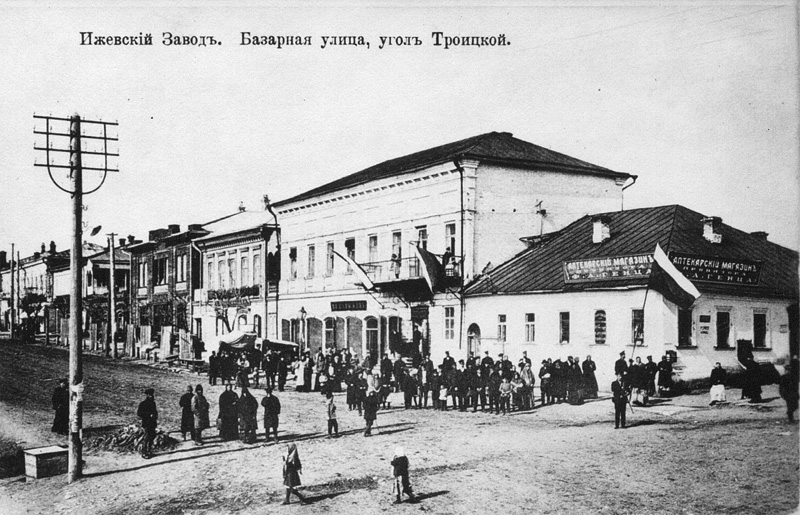 Ижевскій Заводъ. Базарная улица, уголъ Троицкой.
АПТЕКАРСКІЙ МАГАЗИНЪ
АПТЕКАРСКІЙ МАГАЗИНЪ